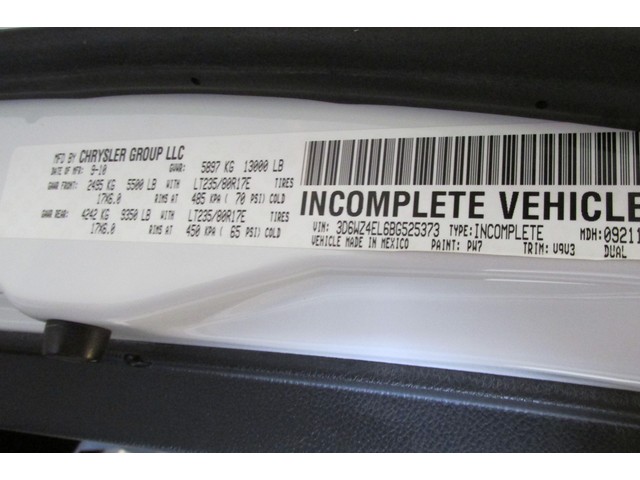 MFD BY CHRYSLER GROUP LLC
DATE OF MFR: 9-10 GVWR: 5897 KG 13000 LB
GAWR FRONT: 2495 KG 5500 LB WITH LT235/80R17E TIRES
17X6.0 RIMS AT 485 KPA ( 70 PSI) COLD
GAWR REAR: 4242 KG 9350 LB WITH LT235/80R17E TIRES
17X6.0 RIMS AT 450 KPA ( 65 PSI) COLD
INCOMPLETE VEHICLE
VIN: 3D6WZ4EL6BG525373 TYPE: INCOMPLETE MDH: 09211
VEHICLE MADE IN MEXICO PAINT: PW7 TRIM: V9V3 DUAL